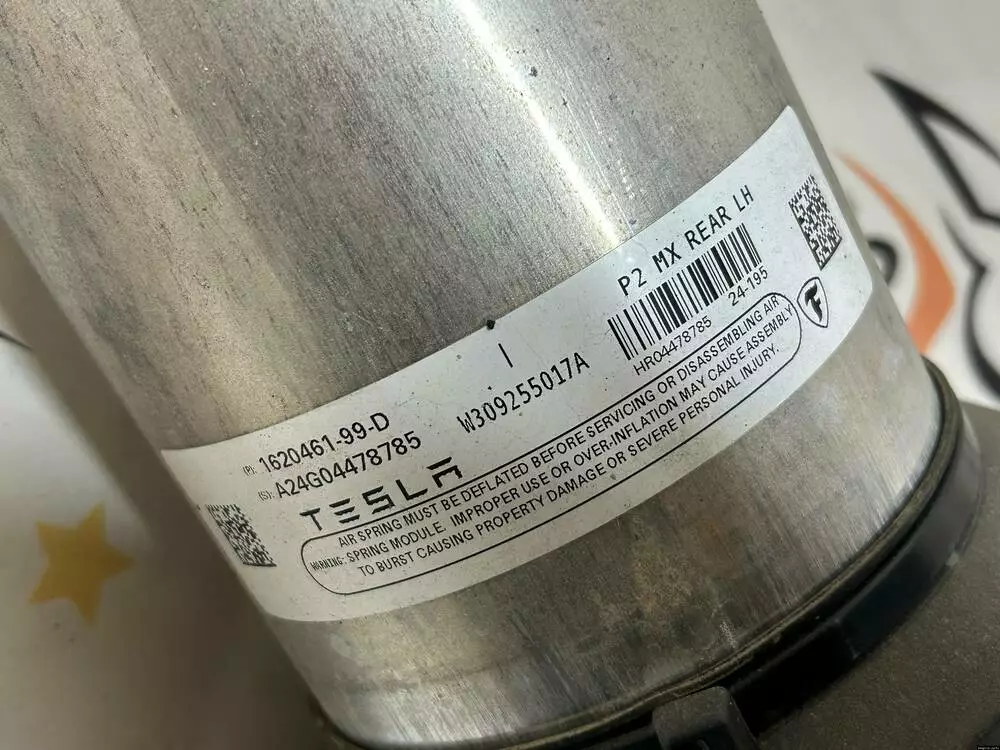 P2 MX REAR LH
HR04478785 24-195
W309255017A
(P): 1620461-99-D
(S): A24G04478785
TESLA
AIR SPRING MUST BE DEFLATED BEFORE SERVICING OR DISASSEMBLING AIR
WARNING: SPRING MODULE. IMPROPER USE OR OVER-INFLATION MAY CAUSE ASSEMBLY
TO BURST CAUSING PROPERTY DAMAGE OR SEVERE PERSONAL INJURY.